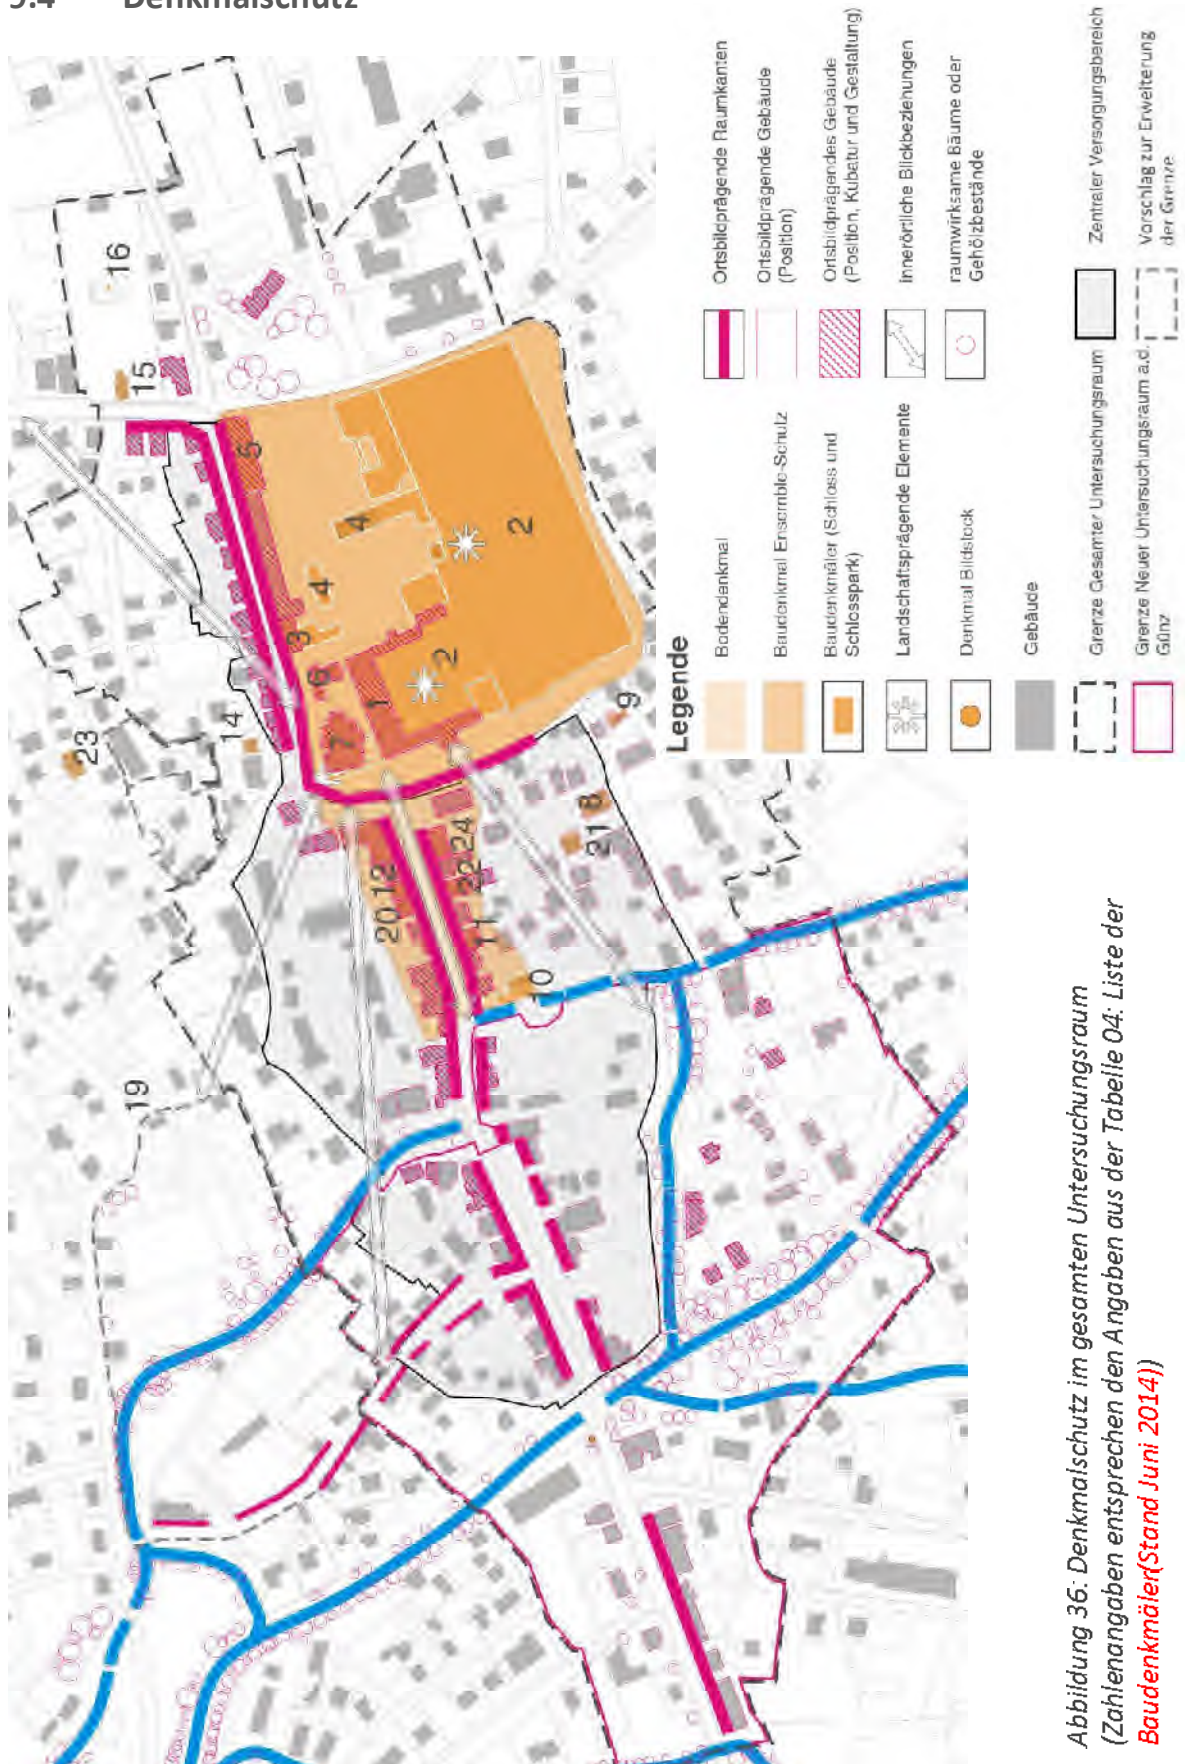 9.4 Denkmalschutz
16
15
5
4
2
4
3
6
1
2
7
14
23
9
8
21
24
22
12
20
11
10
19
Legende
Bodendenkmal
Baudenkmal Ensemble-Schutz
Baudenkmäler (Schloss und
Schlosspark)
Landschaftsprägende Elemente
Denkmal Bildstock
Gebäude
Grenze Gesamter Untersuchungsraum
Grenze Neuer Untersuchungsraum a.d.
Günz
Ortsbildprägende Raumkanten
Ortsbildprägende Gebäude
(Position)
Ortsbildprägendes Gebäude
(Position, Kubatur und Gestaltung)
innerörtliche Blickbeziehungen
raumwirksame Bäume oder
Gehölzbestände
Zentraler Versorgungsbereich
Vorschlag zur Erweiterung
der Grenze
Abbildung 36: Denkmalschutz im gesamten Untersuchungsraum
(Zahlenangaben entsprechen den Angaben aus der Tabelle 04: Liste der
Baudenkmäler(Stand Juni 2014))